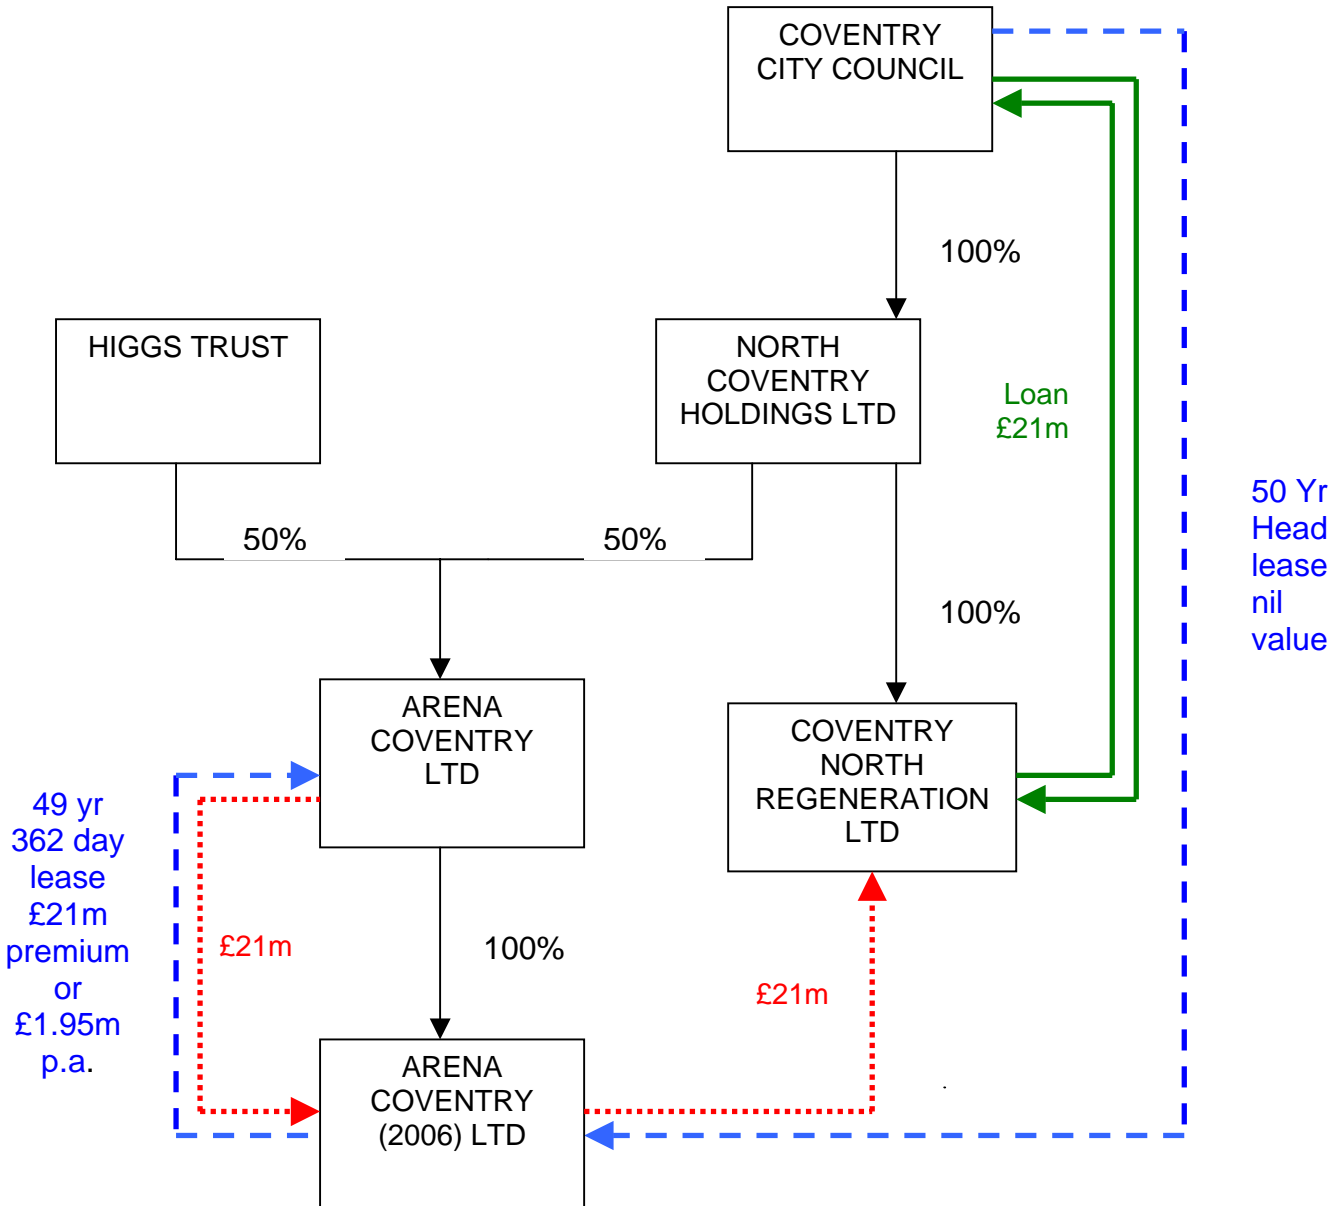 COVENTRY
CITY COUNCIL
100%
HIGGS TRUST
NORTH
COVENTRY
HOLDINGS LTD
Loan
£21m
50 Yr
Head
lease
nil
value
50%
50%
100%
ARENA
COVENTRY
LTD
COVENTRY
NORTH
REGENERATION
LTD
49 yr
362 day
lease
£21m
premium
or
£1.95m
p.a.
£21m
100%
£21m
ARENA
COVENTRY
(2006) LTD